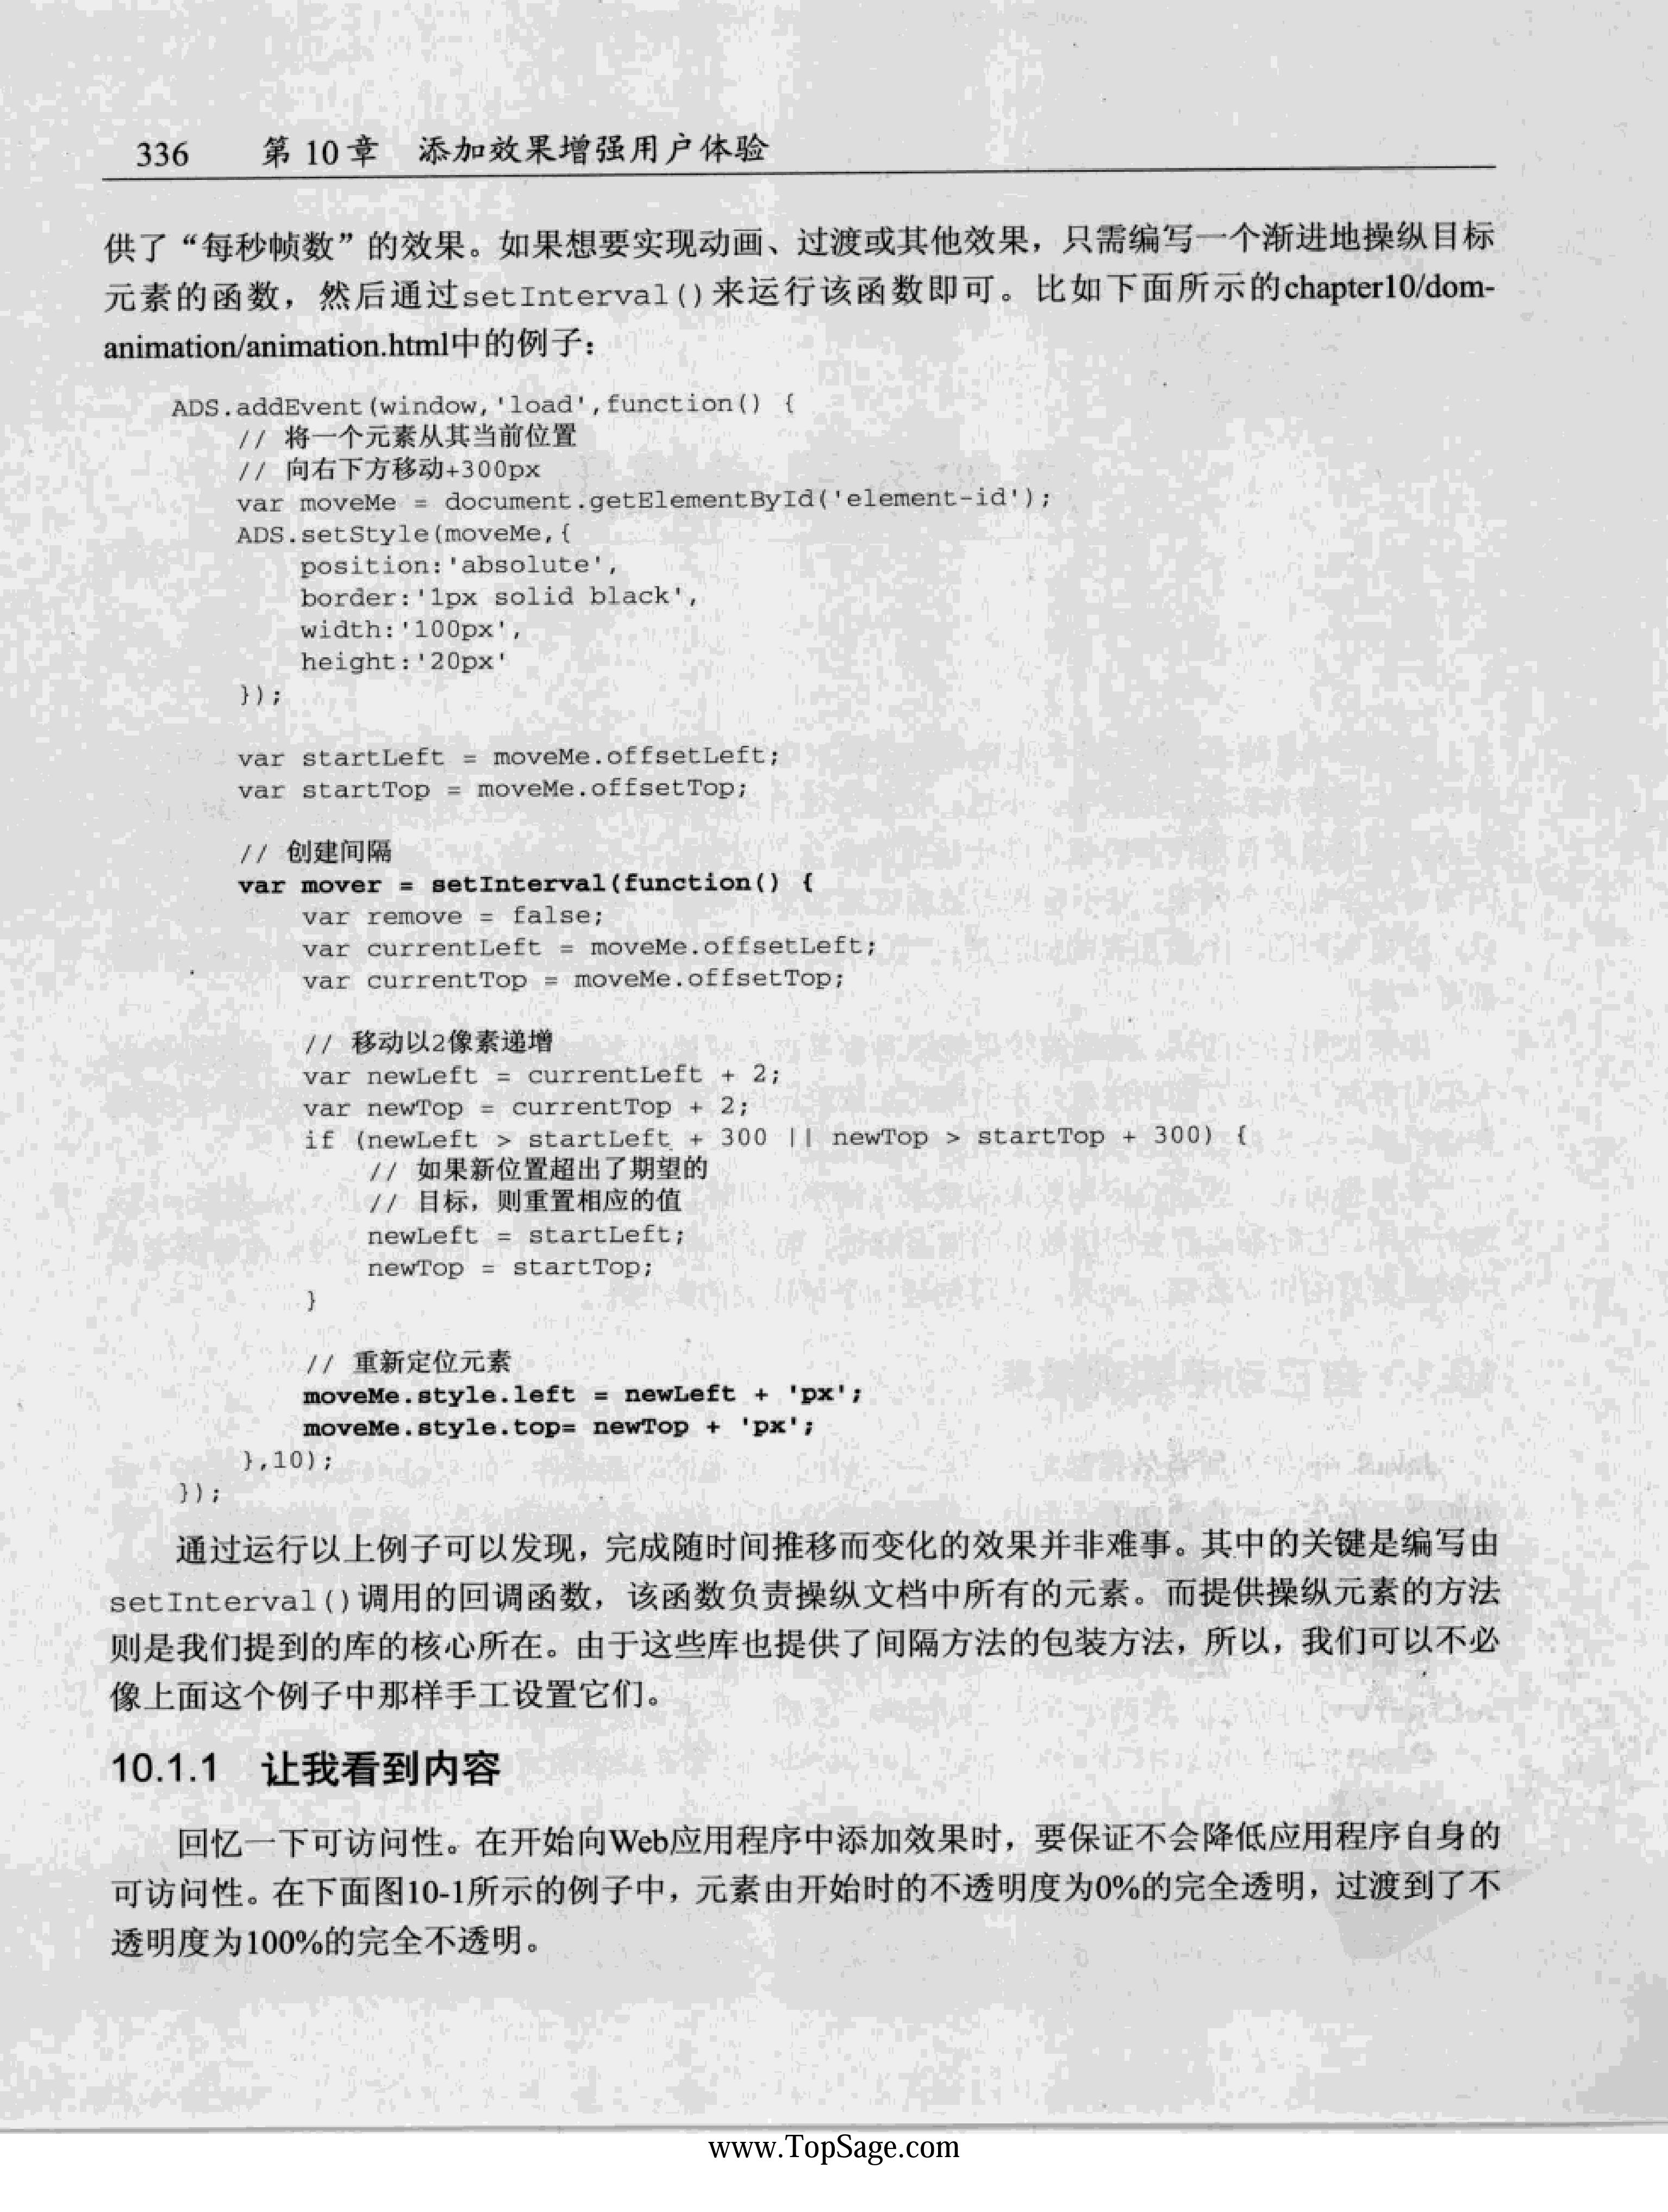 336 第 10 章 添加效果增强用户体验
供了“每秒帧数”的效果。如果想要实现动画、过渡或其他效果，只需编写一个渐进地操纵目标
元素的函数，然后通过setInterval()来运行该函数即可。比如下面所示的chapter10/dom-
animation/animation.html中的例子：
ADS.addEvent(window,'load',function() {
// 将一个元素从其当前位置
// 向右下方移动+300px
var moveMe = document.getElementById('element-id');
ADS.setStyle(moveMe,{
position:'absolute',
border:'1px solid black',
width:'100px',
height:'20px'
});
var startLeft = moveMe.offsetLeft;
var startTop = moveMe.offsetTop;
// 创建间隔
var mover = setInterval(function() {
var remove = false;
var currentLeft = moveMe.offsetLeft;
var currentTop = moveMe.offsetTop;
// 移动以2像素递增
var newLeft = currentLeft + 2;
var newTop = currentTop + 2;
if (newLeft > startLeft + 300 || newTop > startTop + 300) {
// 如果新位置超出了期望的
// 目标，则重置相应的值
newLeft = startLeft;
newTop = startTop;
}
// 重新定位元素
moveMe.style.left = newLeft + 'px';
moveMe.style.top= newTop + 'px';
},10);
});
通过运行以上例子可以发现，完成随时间推移而变化的效果并非难事。其中的关键是编写由
setInterval()调用的回调函数，该函数负责操纵文档中所有的元素。而提供操纵元素的方法
则是我们提到的库的核心所在。由于这些库也提供了间隔方法的包装方法，所以，我们可以不必
像上面这个例子中那样手工设置它们。
10.1.1 让我看到内容
回忆一下可访问性。在开始向Web应用程序中添加效果时，要保证不会降低应用程序自身的
可访问性。在下面图10-1所示的例子中，元素由开始时的不透明度为0%的完全透明，过渡到了不
透明度为100%的完全不透明。
www.TopSage.com